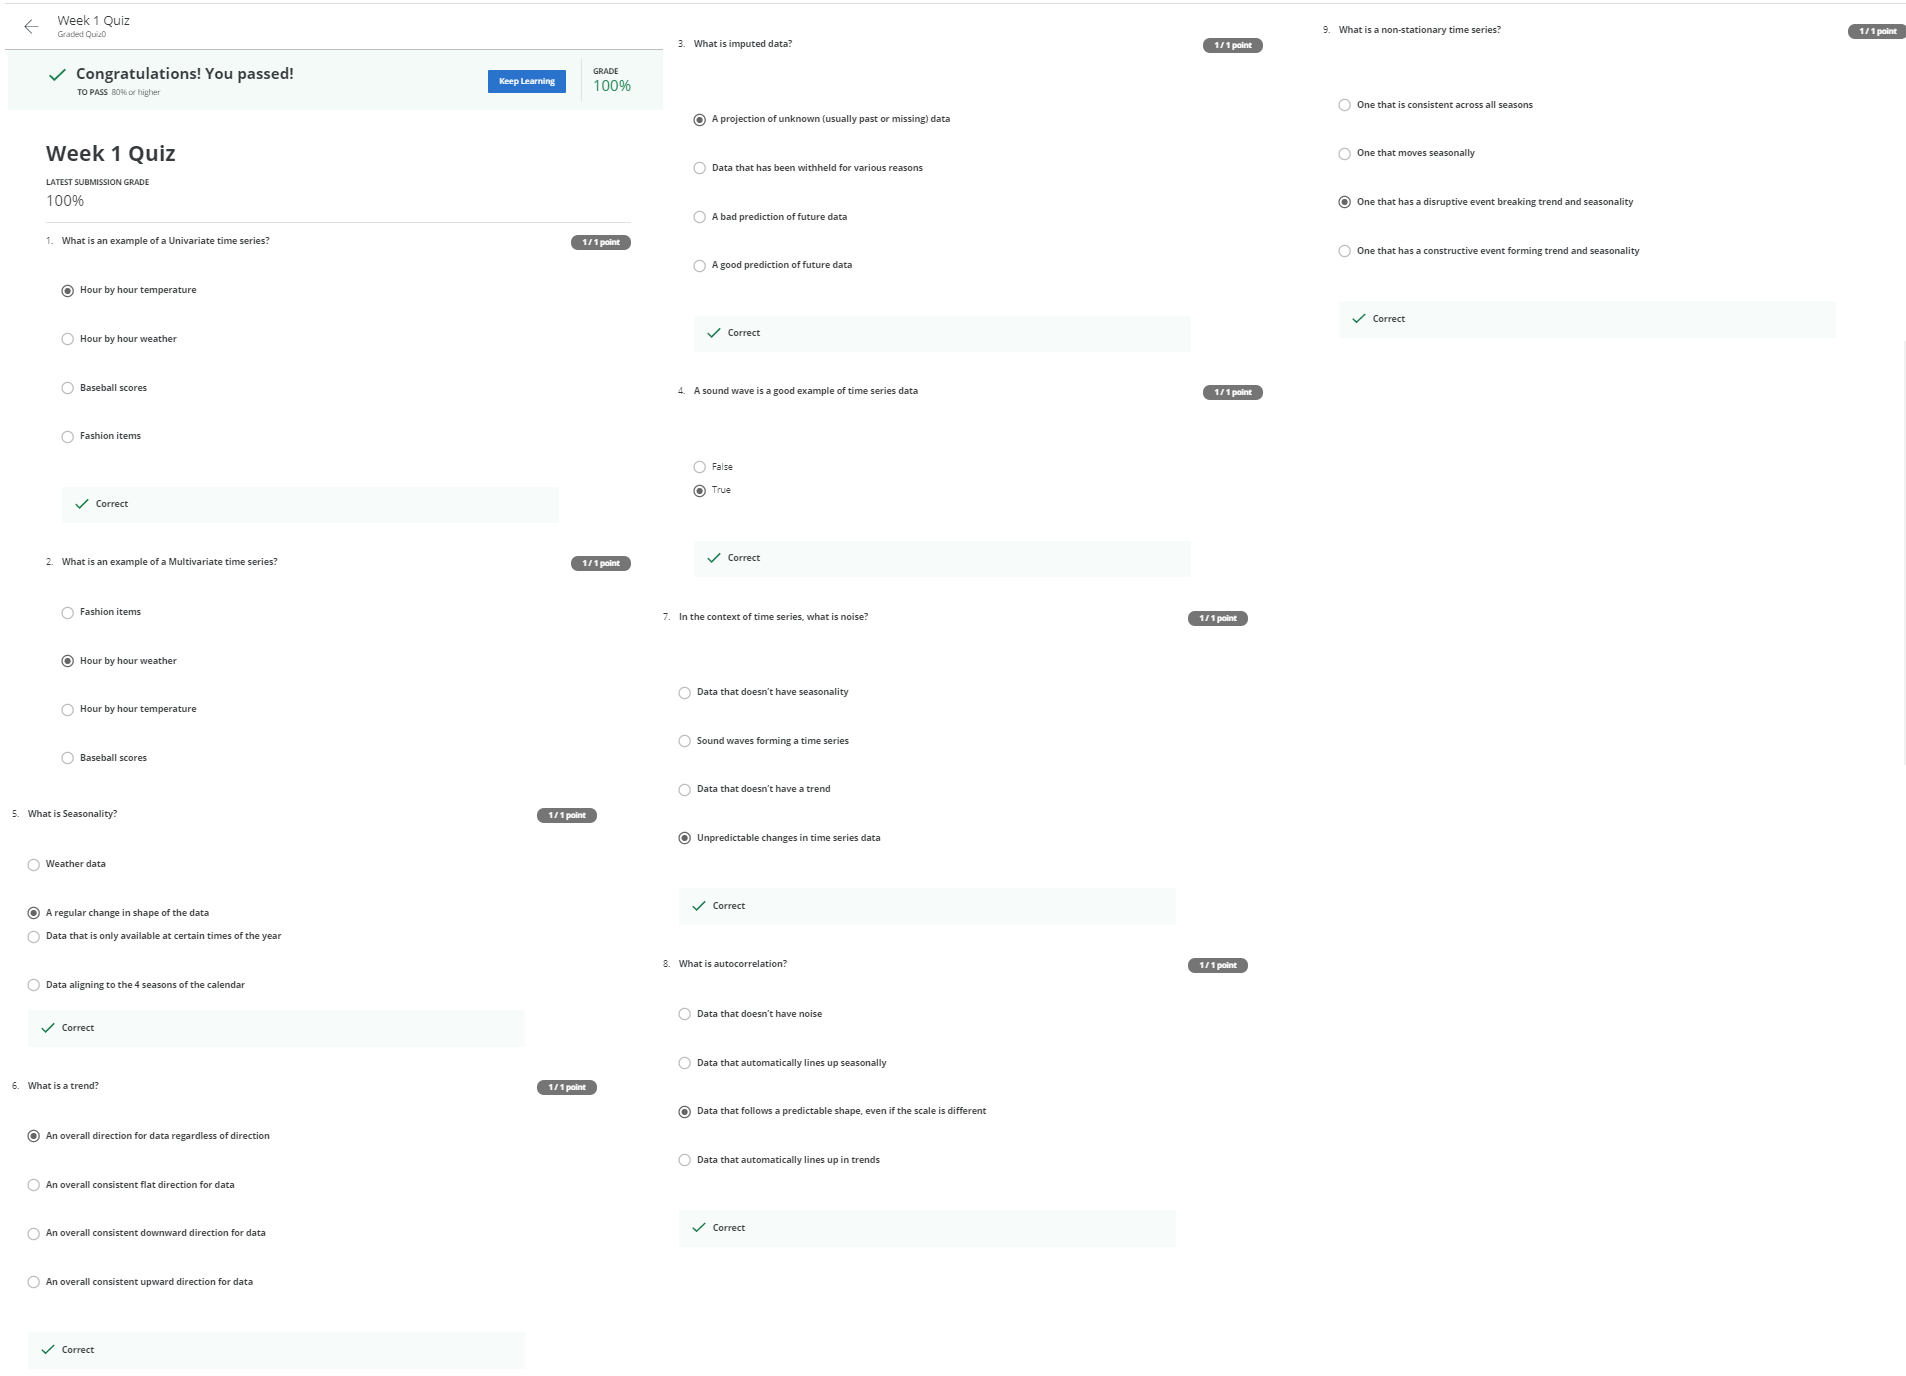 Week 1 Quiz
Graded Quiz0
Congratulations! You passed!
TO PASS 80% or higher
Keep Learning
GRADE
100%
Week 1 Quiz
LATEST SUBMISSION GRADE
100%
1. What is an example of a Univariate time series?
1 / 1 point
Hour by hour temperature
Hour by hour weather
Baseball scores
Fashion items
Correct
2. What is an example of a Multivariate time series?
1 / 1 point
Fashion items
Hour by hour weather
Hour by hour temperature
Baseball scores
3. What is imputed data?
1 / 1 point
A projection of unknown (usually past or missing) data
Data that has been withheld for various reasons
A bad prediction of future data
A good prediction of future data
Correct
4. A sound wave is a good example of time series data
1 / 1 point
False
True
Correct
5. What is Seasonality?
1 / 1 point
Weather data
A regular change in shape of the data
Data that is only available at certain times of the year
Data aligning to the 4 seasons of the calendar
Correct
6. What is a trend?
1 / 1 point
An overall direction for data regardless of direction
An overall consistent flat direction for data
An overall consistent downward direction for data
An overall consistent upward direction for data
Correct
7. In the context of time series, what is noise?
1 / 1 point
Data that doesn't have seasonality
Sound waves forming a time series
Data that doesn't have a trend
Unpredictable changes in time series data
Correct
8. What is autocorrelation?
1 / 1 point
Data that doesn't have noise
Data that automatically lines up seasonally
Data that follows a predictable shape, even if the scale is different
Data that automatically lines up in trends
Correct
9. What is a non-stationary time series?
1 / 1 point
One that is consistent across all seasons
One that moves seasonally
One that has a disruptive event breaking trend and seasonality
One that has a constructive event forming trend and seasonality
Correct